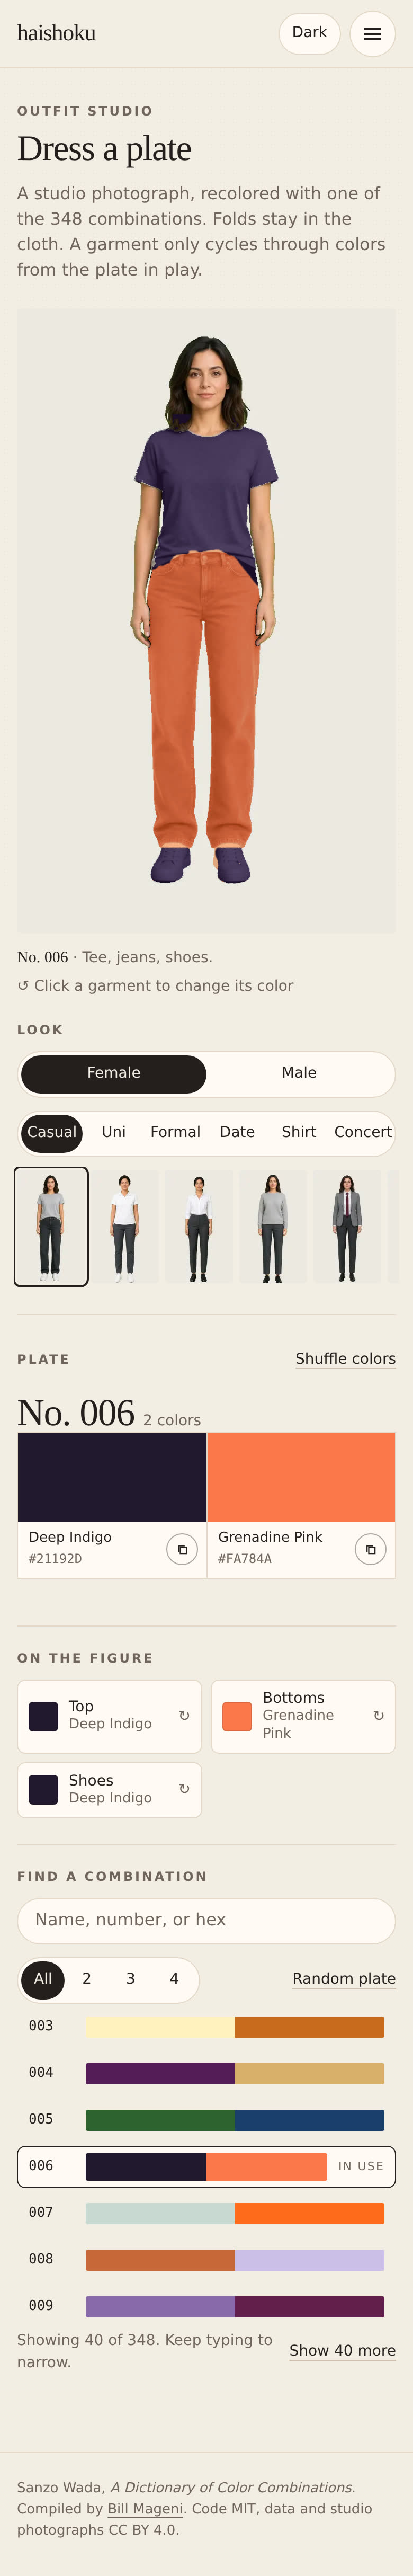 haishoku
Dark
OUTFIT STUDIO
Dress a plate
A studio photograph, recolored with one of
the 348 combinations. Folds stay in the
cloth. A garment only cycles through colors
from the plate in play.
No. 006 · Tee, jeans, shoes.
↺ Click a garment to change its color
LOOK
Female Male
Casual Uni Formal Date Shirt Concert
PLATE Shuffle colors
No. 006 2 colors
Deep Indigo
#21192D
Grenadine Pink
#FA784A
ON THE FIGURE
Top
Deep Indigo
↻
Bottoms
Grenadine
Pink
↻
Shoes
Deep Indigo
↻
FIND A COMBINATION
Name, number, or hex
All 2 3 4 Random plate
003
004
005
006 IN USE
007
008
009
Showing 40 of 348. Keep typing to
narrow.
Show 40 more
Sanzo Wada, A Dictionary of Color Combinations.
Compiled by Bill Mageni. Code MIT, data and studio
photographs CC BY 4.0.